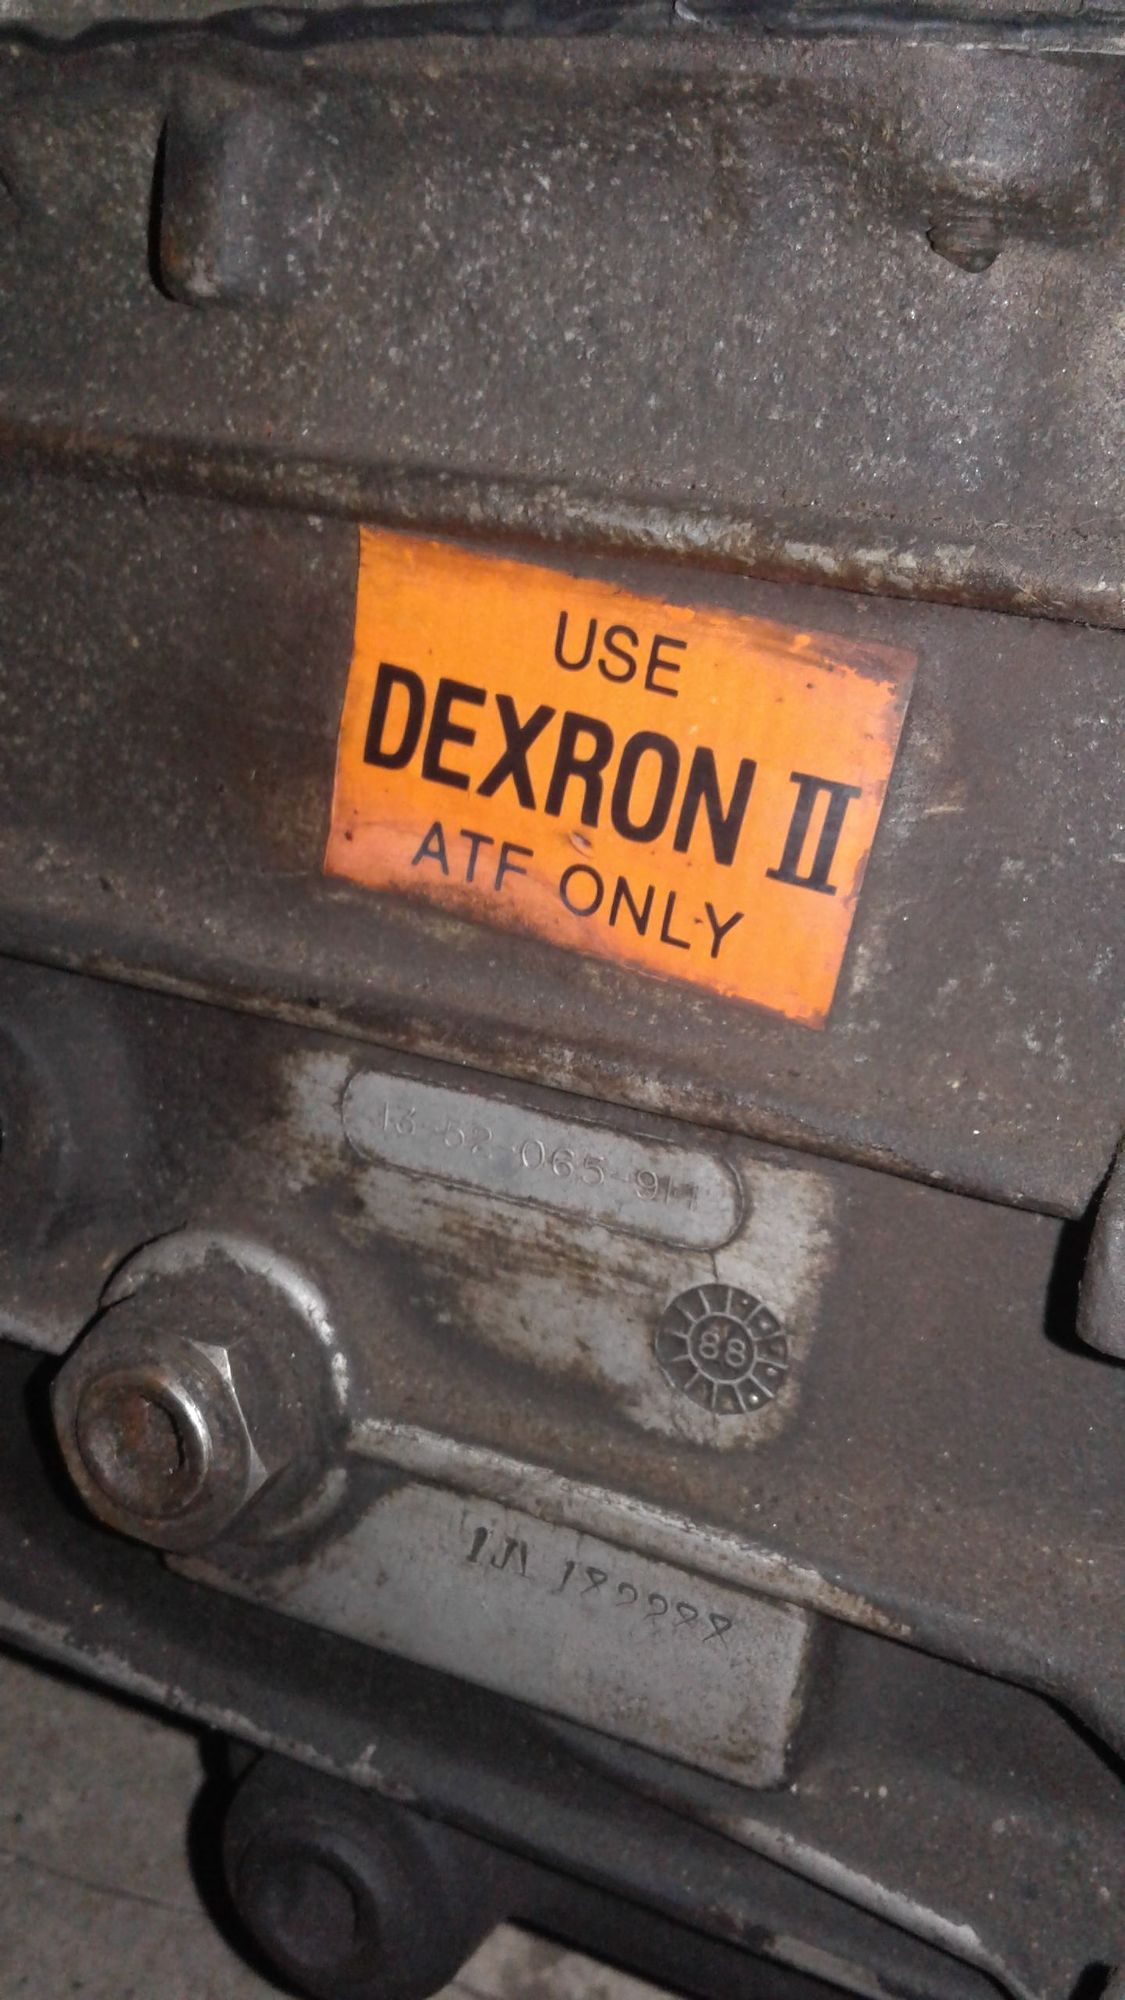 USE
DEXRON II
ATF ONLY
13-52-065-911
88